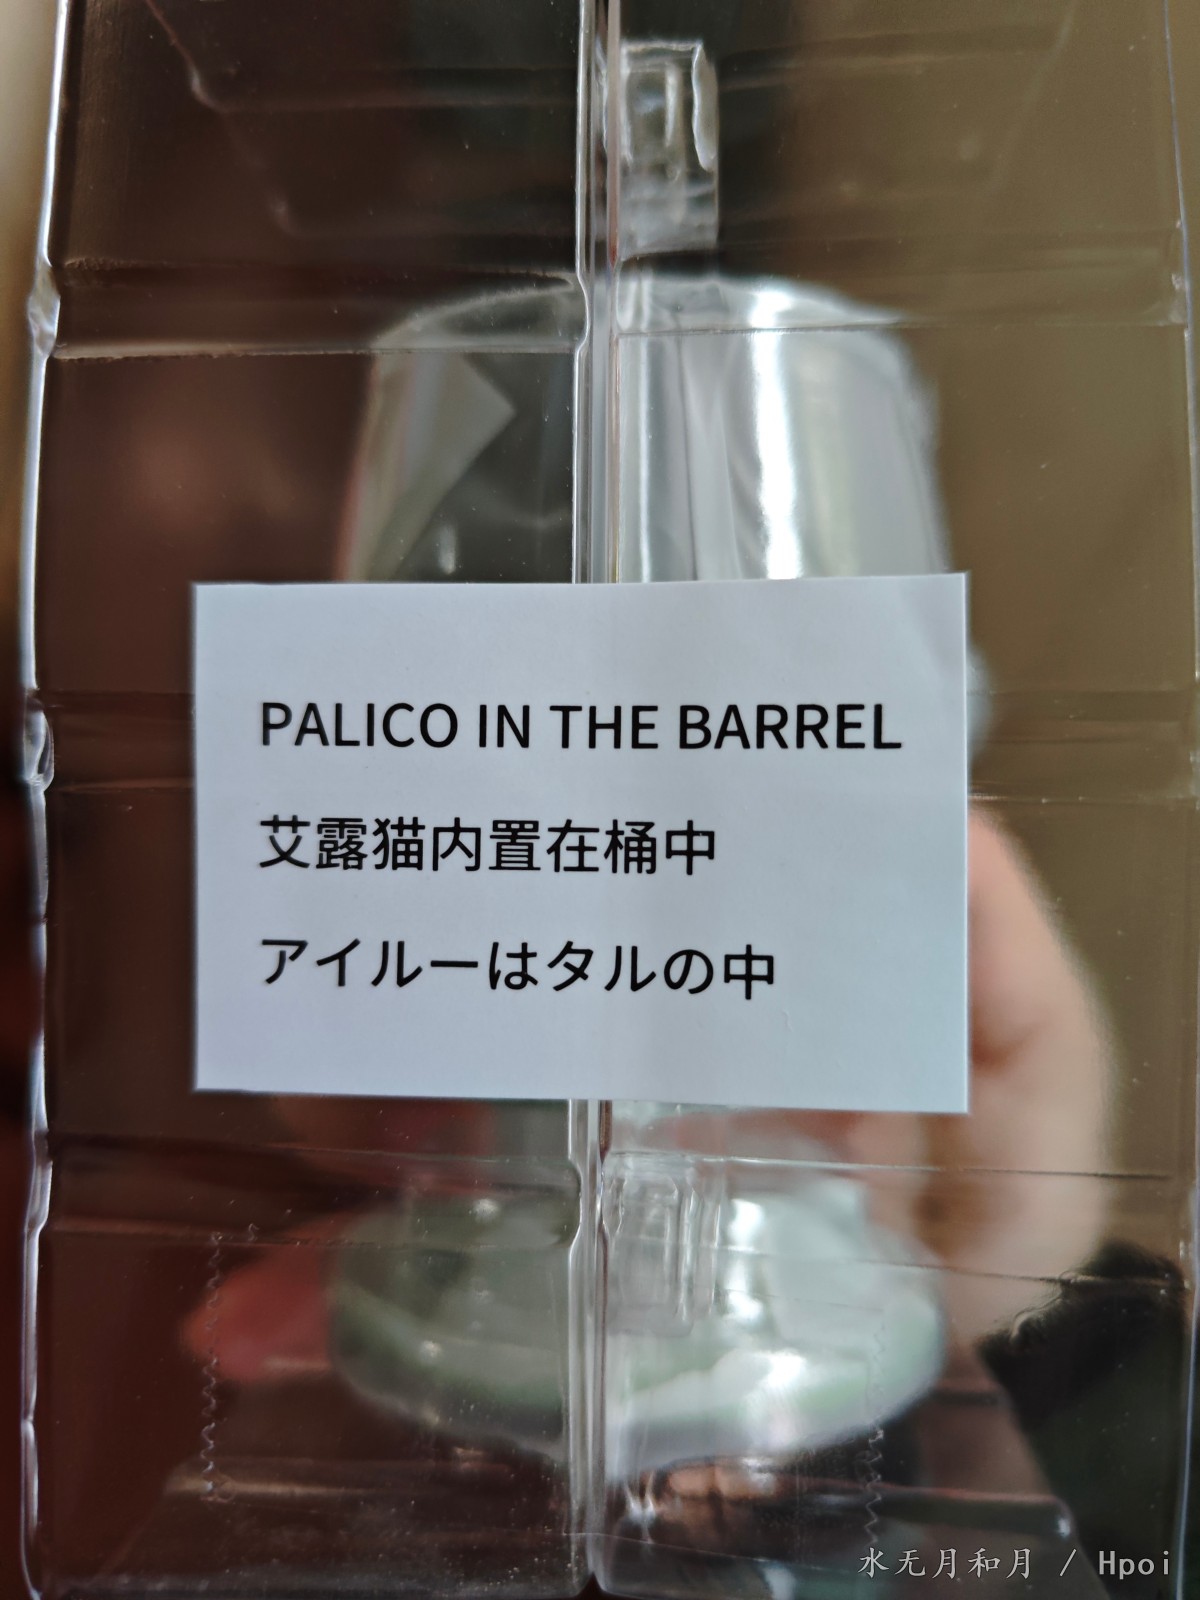 PALICO IN THE BARREL
艾露猫内置在桶中
アイルーはタルの中
水无月和月 / Hpoi